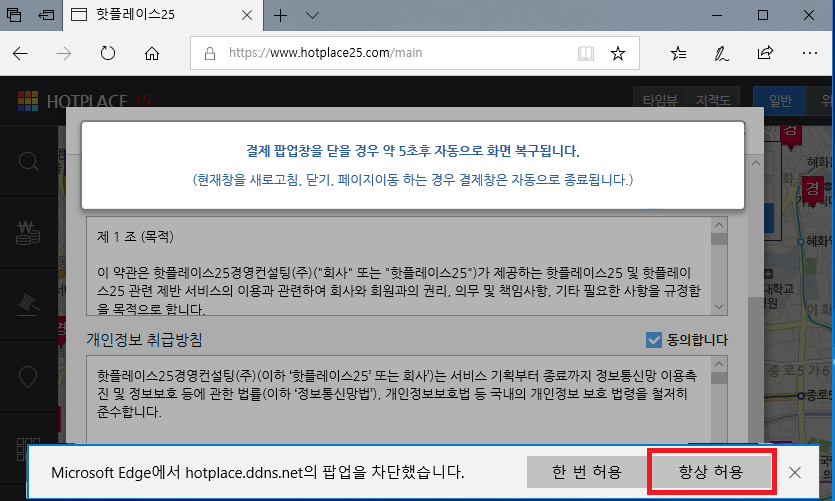 핫플레이스25
https://www.hotplace25.com/main
HOTPLACE 25
타임뷰 지적도 일반
결제 팝업창을 닫을 경우 약 5초후 자동으로 화면 복구됩니다.
(현재창을 새로고침, 닫기, 페이지이동 하는 경우 결제창은 자동으로 종료됩니다.)
제 1 조 (목적)
이 약관은 핫플레이스25경영컨설팅(주)("회사" 또는 "핫플레이스25")가 제공하는 핫플레이스25 및 핫플레이
스25 관련 제반 서비스의 이용과 관련하여 회사와 회원과의 권리, 의무 및 책임사항, 기타 필요한 사항을 규정함
을 목적으로 합니다.
개인정보 취급방침
동의합니다
핫플레이스25경영컨설팅(주)(이하 '핫플레이스25' 또는 회사')는 서비스 기획부터 종료까지 정보통신망 이용촉
진 및 정보보호 등에 관한 법률(이하 '정보통신망법'), 개인정보보호법 등 국내의 개인정보 보호 법령을 철저히
준수합니다.
경
경
혜화
대학교
이화
종로5가
종로5
Microsoft Edge에서 hotplace.ddns.net의 팝업을 차단했습니다.
한 번 허용
항상 허용